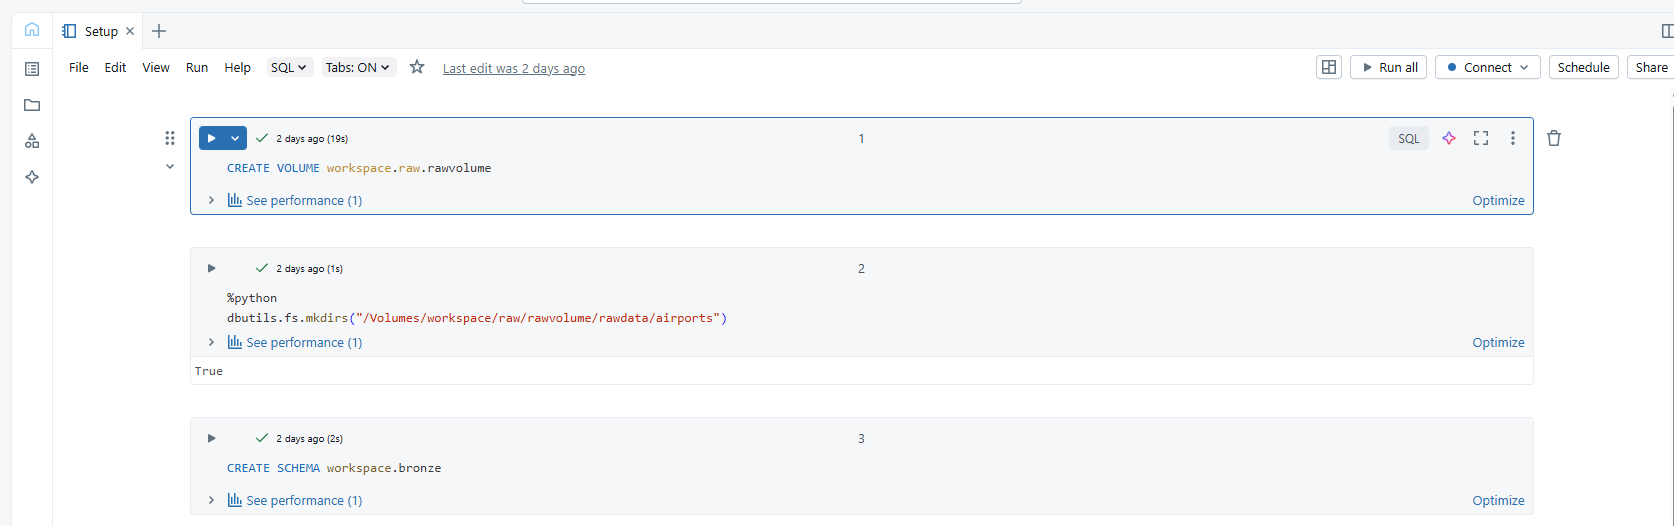 Setup
File Edit View Run Help SQL Tabs: ON Last edit was 2 days ago Run all Connect Schedule Share
2 days ago (19s) 1 SQL
CREATE VOLUME workspace.raw.rawvolume
See performance (1) Optimize
2 days ago (1s) 2
%python
dbutils.fs.mkdirs("/Volumes/workspace/raw/rawvolume/rawdata/airports")
See performance (1) Optimize
True
2 days ago (2s) 3
CREATE SCHEMA workspace.bronze
See performance (1) Optimize